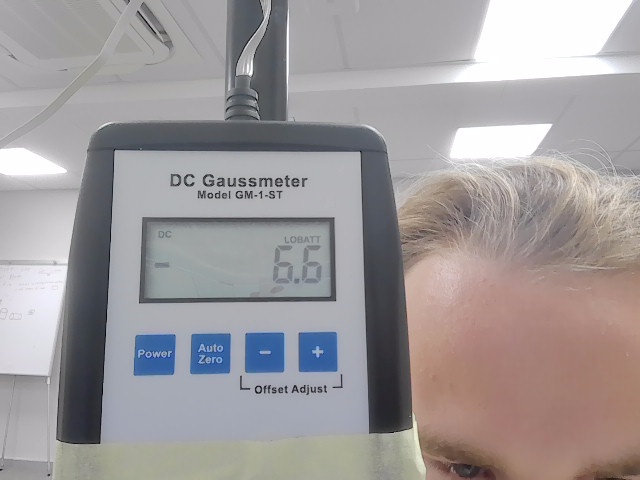 DC Gaussmeter
Model GM-1-ST
DC
LOBATT
- 6.6
Power
Auto
Zero
-
+
Offset Adjust